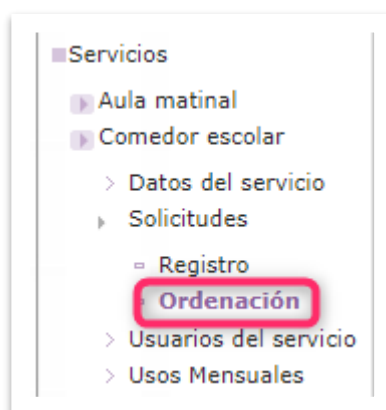 Servicios
Aula matinal
Comedor escolar
Datos del servicio
Solicitudes
Registro
Ordenación
Usuarios del servicio
Usos Mensuales